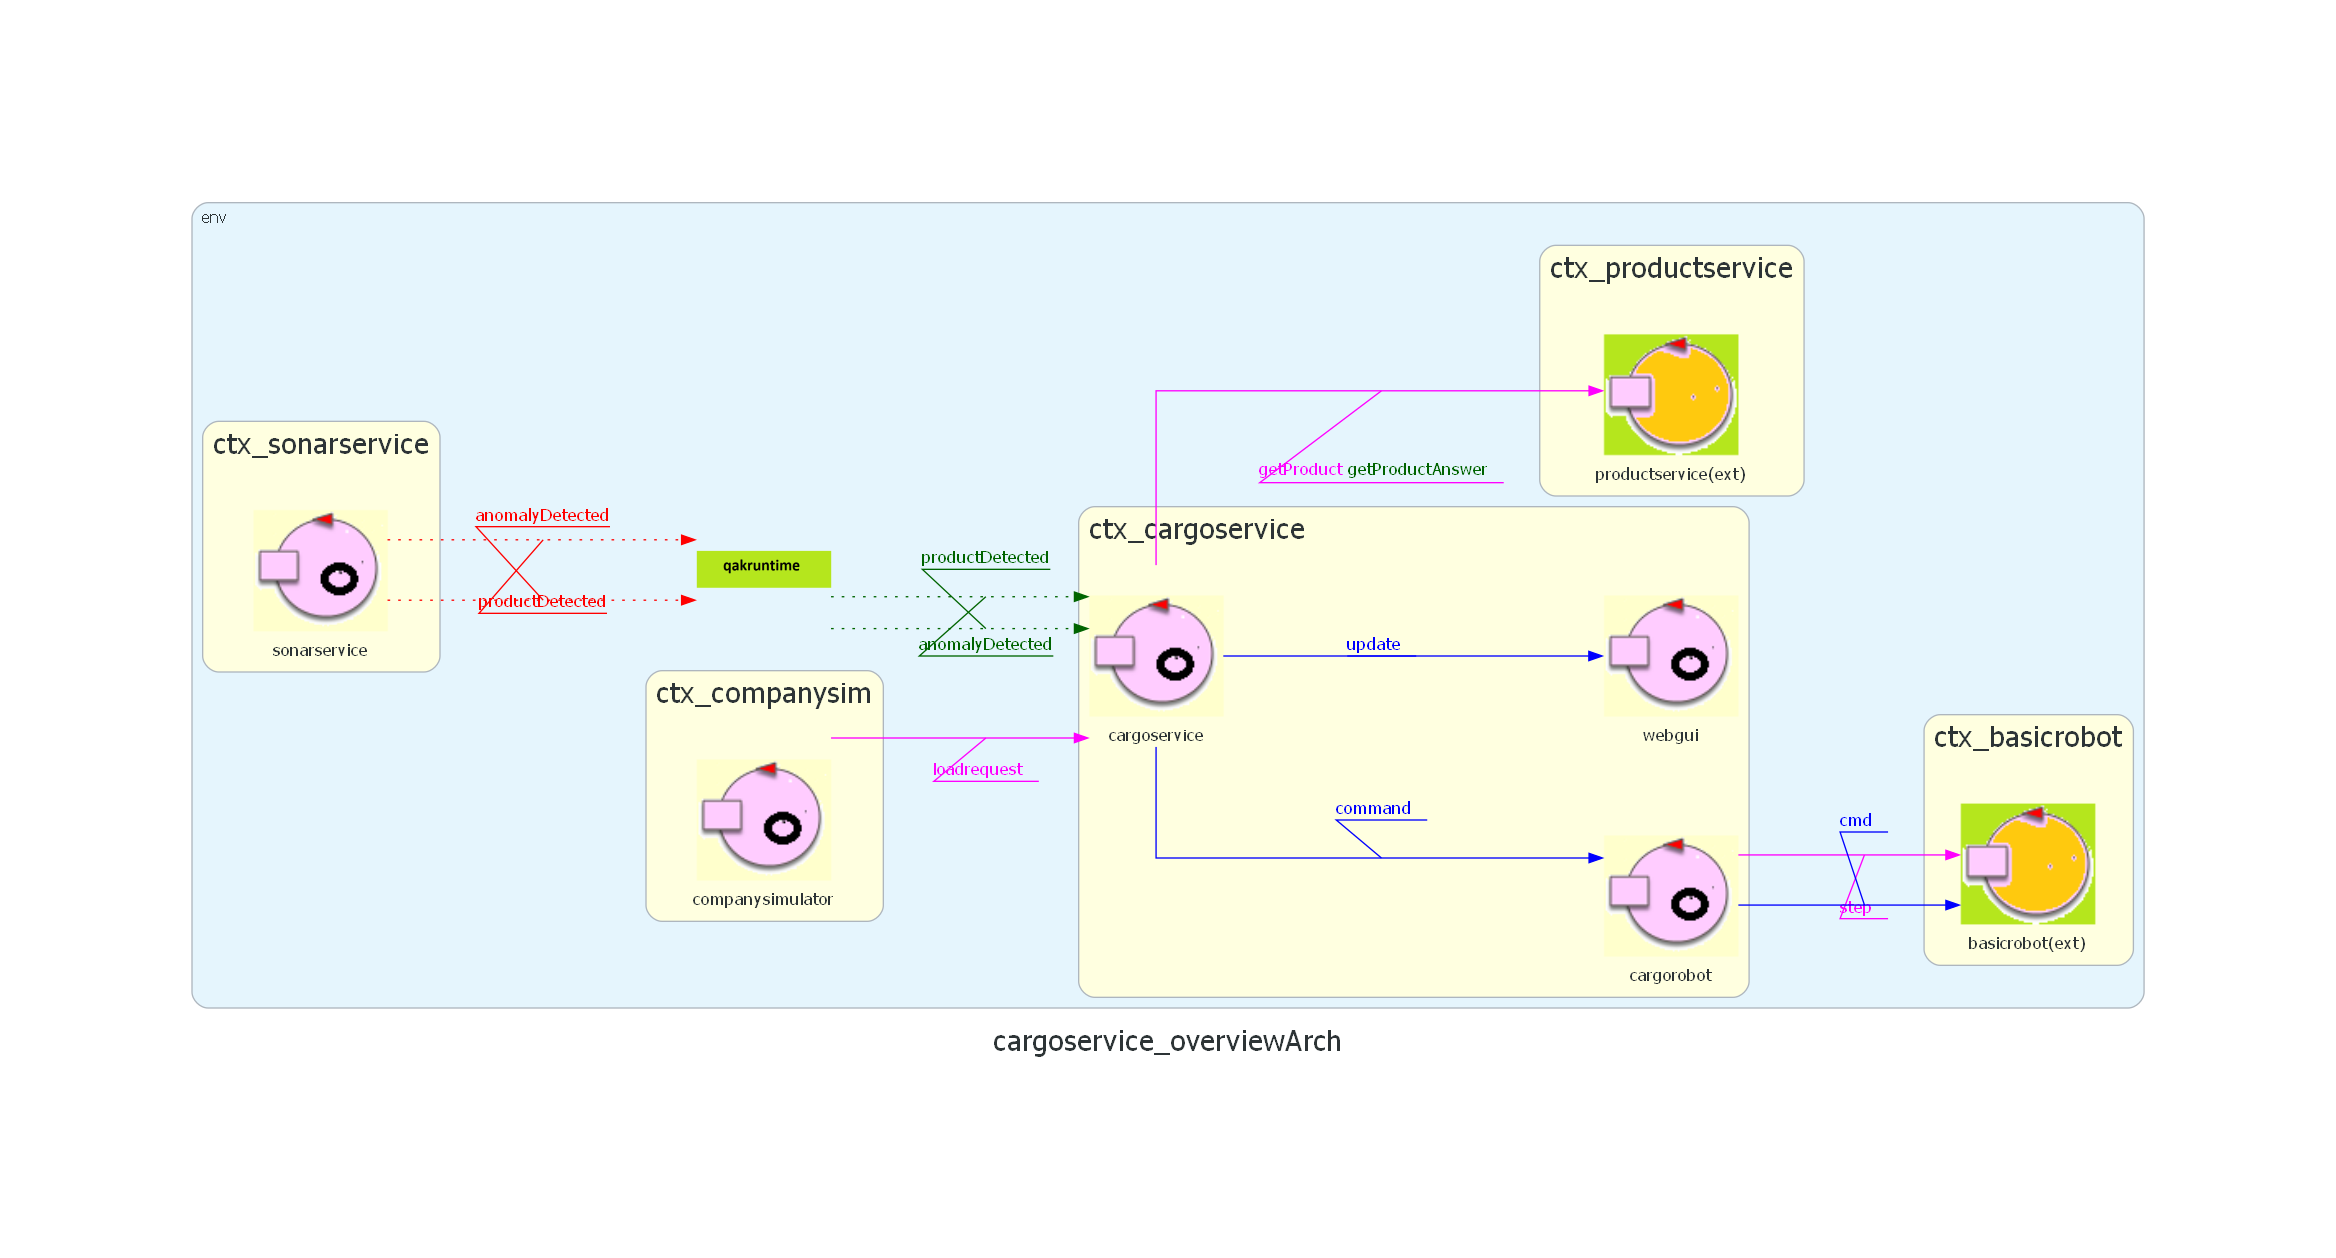 env
ctx_productservice
productservice(ext)
getProduct getProductAnswer
ctx_sonarservice
sonarservice
anomalyDetected
productDetected
qakruntime
productDetected
anomalyDetected
ctx_cargoservice
cargoservice
update
webgui
ctx_companysim
companysimulator
loadrequest
command
cargorobot
ctx_basicrobot
cmd
step
basicrobot(ext)
cargoservice_overviewArch